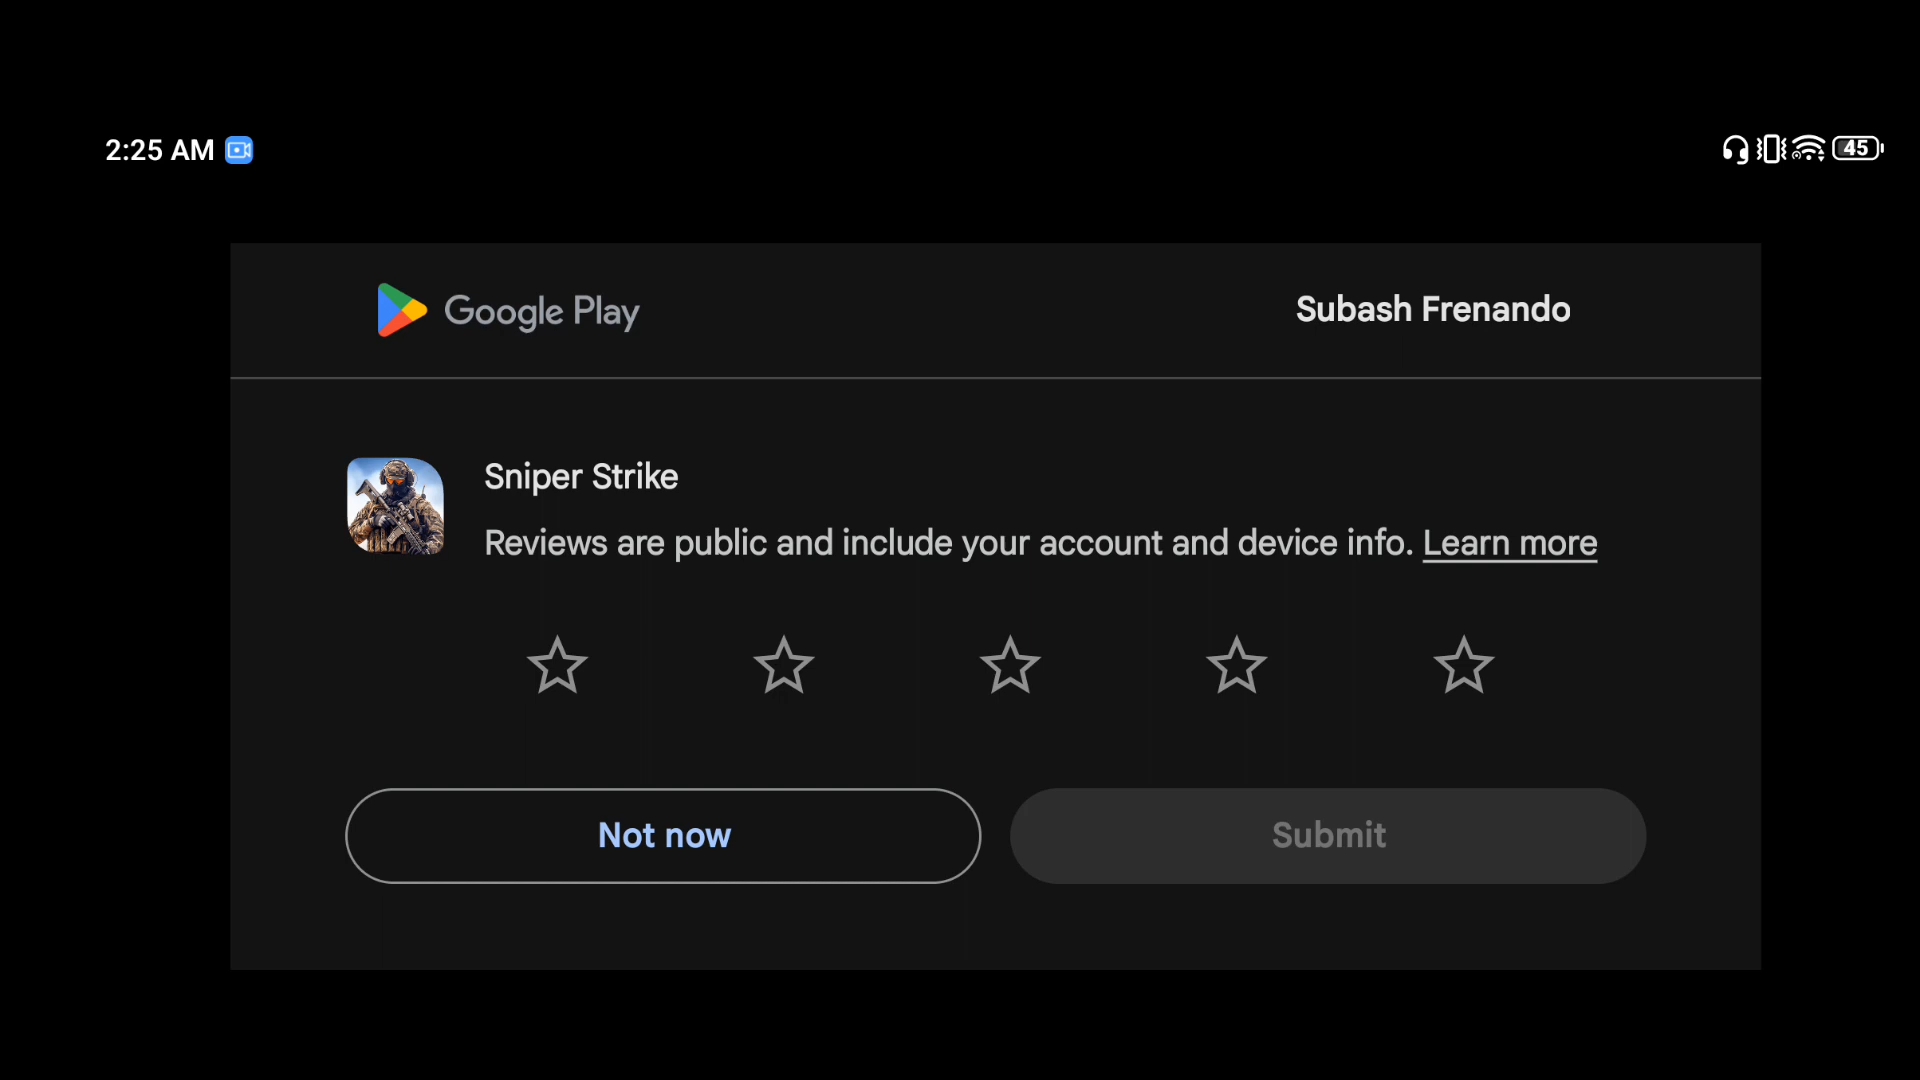 2:25 AM
45
Google Play
Subash Frenando
Sniper Strike
Reviews are public and include your account and device info. Learn more
Not now
Submit